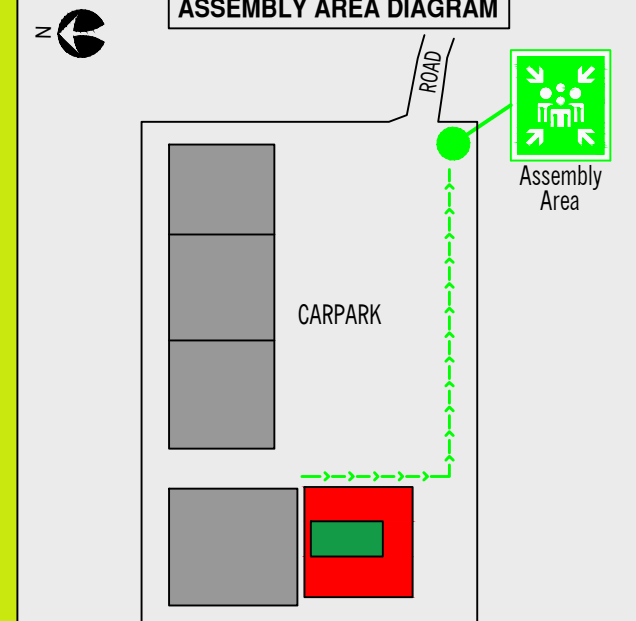 ASSEMBLY AREA DIAGRAM
N
ROAD
Assembly
Area
CARPARK